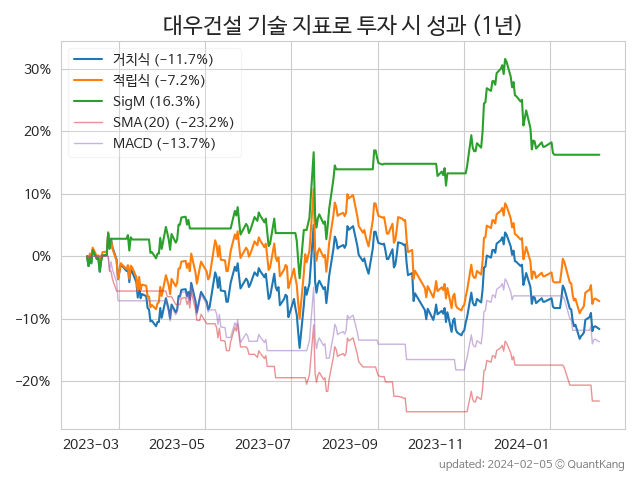 대우건설 기술 지표로 투자 시 성과 (1년)
거치식 (−11.7%)
적립식 (−7.2%)
SigM (16.3%)
SMA(20) (−23.2%)
MACD (−13.7%)
30%
20%
10%
0%
−10%
−20%
2023-03
2023-05
2023-07
2023-09
2023-11
2024-01
updated: 2024-02-05 © QuantKang